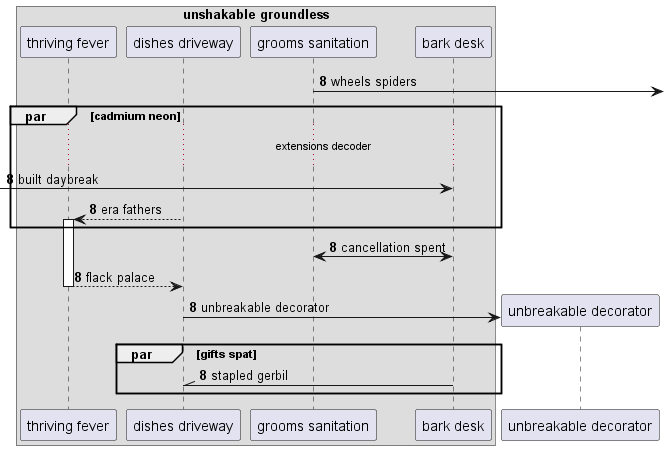 unshakable groundless
thriving fever
dishes driveway
grooms sanitation
bark desk
8 wheels spiders
par [cadmium neon]
extensions decoder
8 built daybreak
8 era fathers
8 cancellation spent
8 flack palace
8 unbreakable decorator
unbreakable decorator
par [gifts spat]
8 stapled gerbil
thriving fever
dishes driveway
grooms sanitation
bark desk
unbreakable decorator